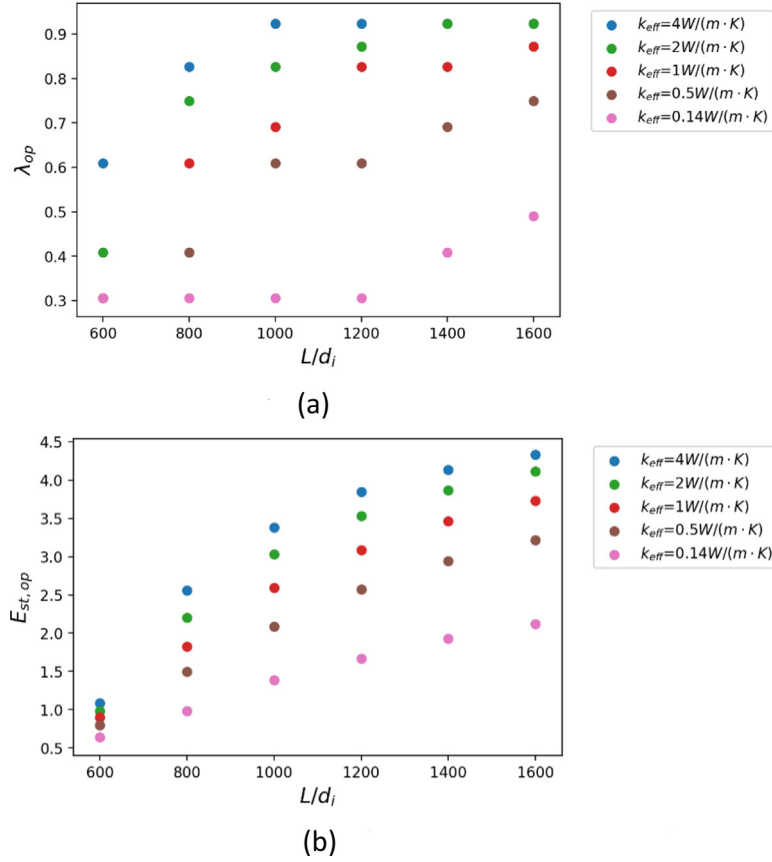 0.9
0.8
0.7
0.6
0.5
0.4
0.3
λop
600 800 1000 1200 1400 1600
L/di
keff=4W/(m · K)
keff=2W/(m · K)
keff=1W/(m · K)
keff=0.5W/(m · K)
keff=0.14W/(m · K)
(a)
4.5
4.0
3.5
3.0
2.5
2.0
1.5
1.0
0.5
Est, op
600 800 1000 1200 1400 1600
L/di
keff=4W/(m · K)
keff=2W/(m · K)
keff=1W/(m · K)
keff=0.5W/(m · K)
keff=0.14W/(m · K)
(b)